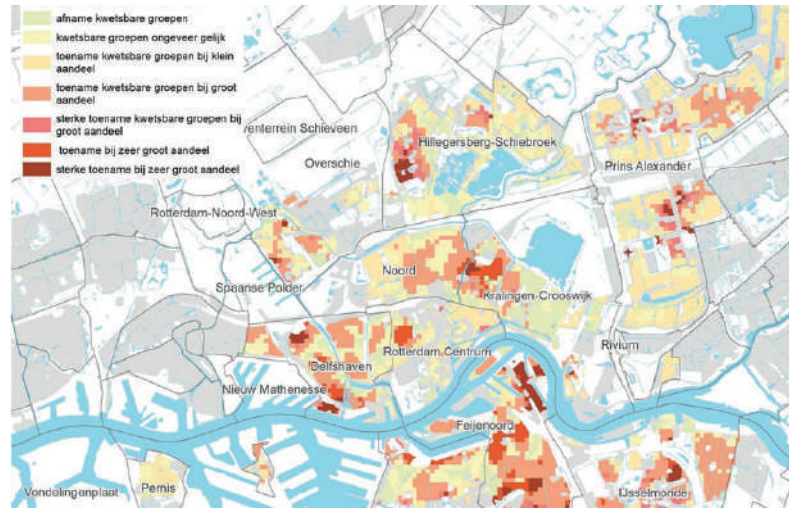 afname kwetsbare groepen
kwetsbare groepen ongeveer gelijk
toename kwetsbare groepen bij klein
aandeel
toename kwetsbare groepen bij groot
aandeel
sterke toename kwetsbare groepen bij
groot aandeel
toename bij zeer groot aandeel
sterke toename bij zeer groot aandeel
venterrein Schieveen
Overschie
Hillegersberg-Schiebroek
Prins Alexander
Rotterdam-Noord-West
Spaanse Polder
Noord
Kralingen-Crooswijk
Rotterdam Centrum
Rivium
Delfshaven
Nieuw Mathenesse
Feijenoord
Vondelingenplaat
Pernis
IJsselmonde